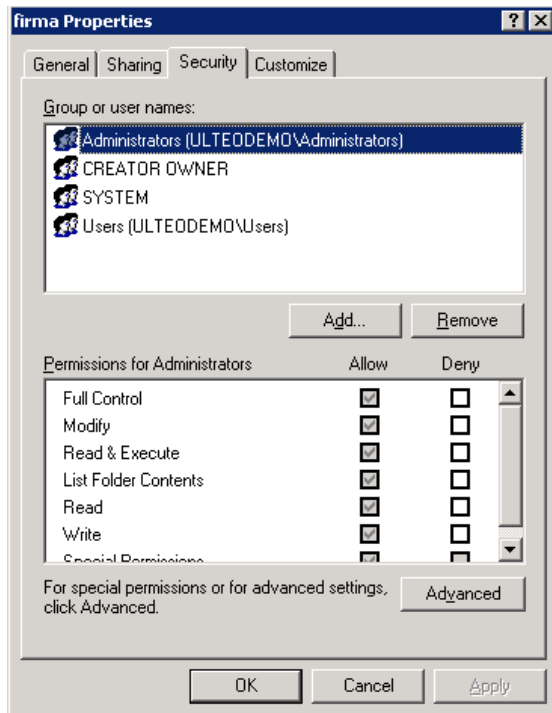 firma Properties
General Sharing Security Customize
Group or user names:
Administrators (ULTEODEMO\Administrators)
CREATOR OWNER
SYSTEM
Users (ULTEODEMO\Users)
Add... Remove
Permissions for Administrators Allow Deny
Full Control
Modify
Read & Execute
List Folder Contents
Read
Write
Special Permissions
For special permissions or for advanced settings,
click Advanced.
Advanced
OK Cancel Apply